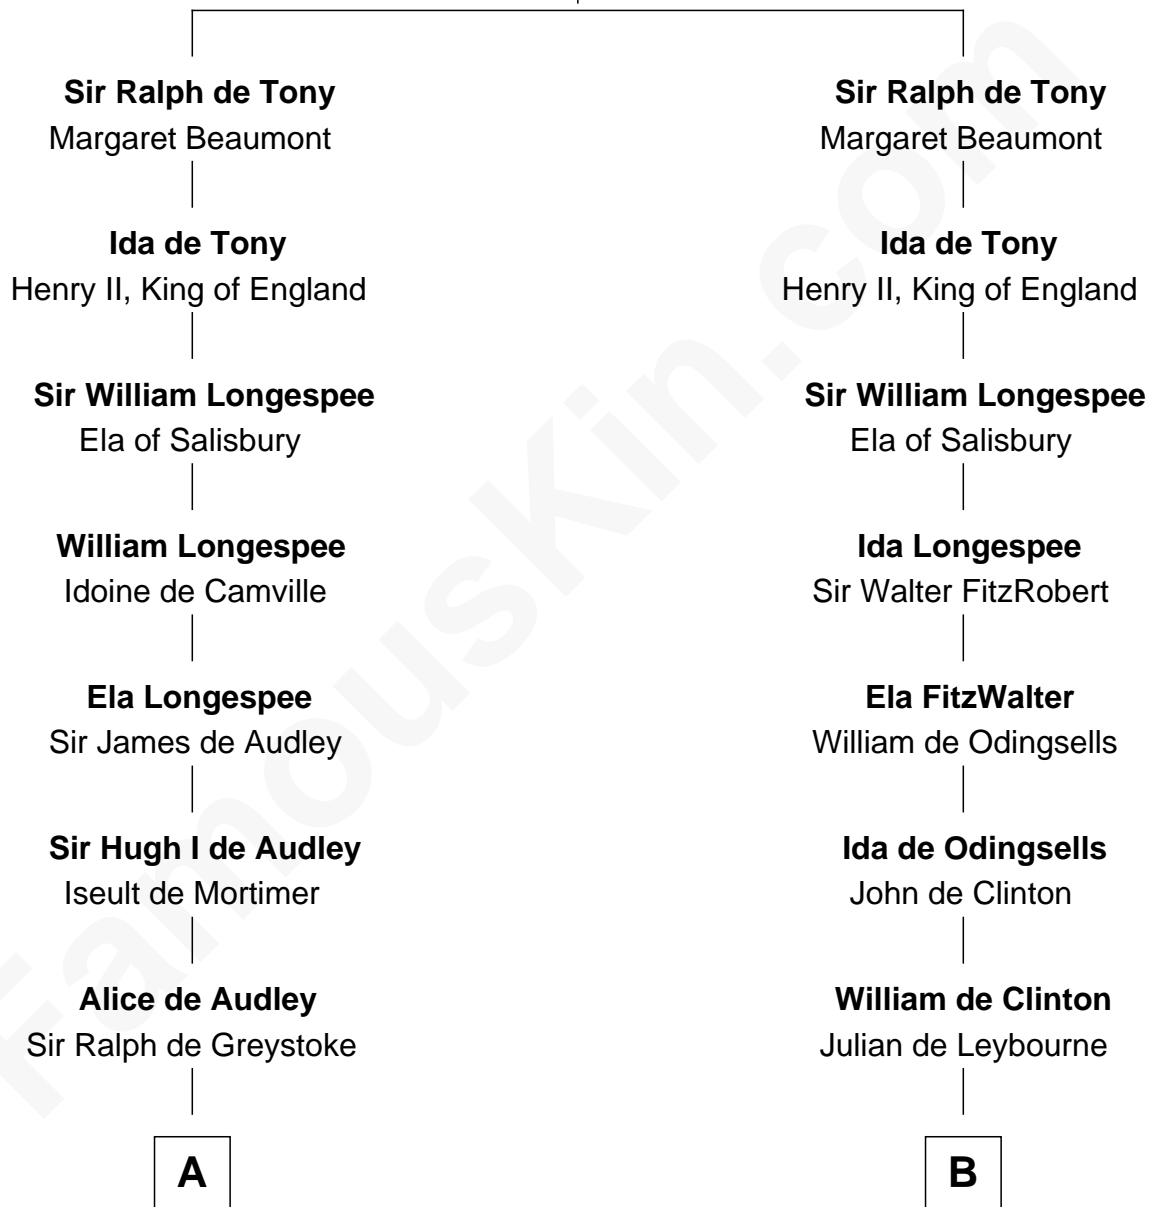 Sir Ralph de Tony
Margaret Beaumont
Ida de Tony
Henry II, King of England
Sir William Longespee
Ela of Salisbury
William Longespee
Idoine de Camville
Ela Longespee
Sir James de Audley
Sir Hugh I de Audley
Iseult de Mortimer
Alice de Audley
Sir Ralph de Greystoke
A
Sir Ralph de Tony
Margaret Beaumont
Ida de Tony
Henry II, King of England
Sir William Longespee
Ela of Salisbury
Ida Longespee
Sir Walter FitzRobert
Ela FitzWalter
William de Odingsells
Ida de Odingsells
John de Clinton
William de Clinton
Julian de Leybourne
B
FamousKin.com